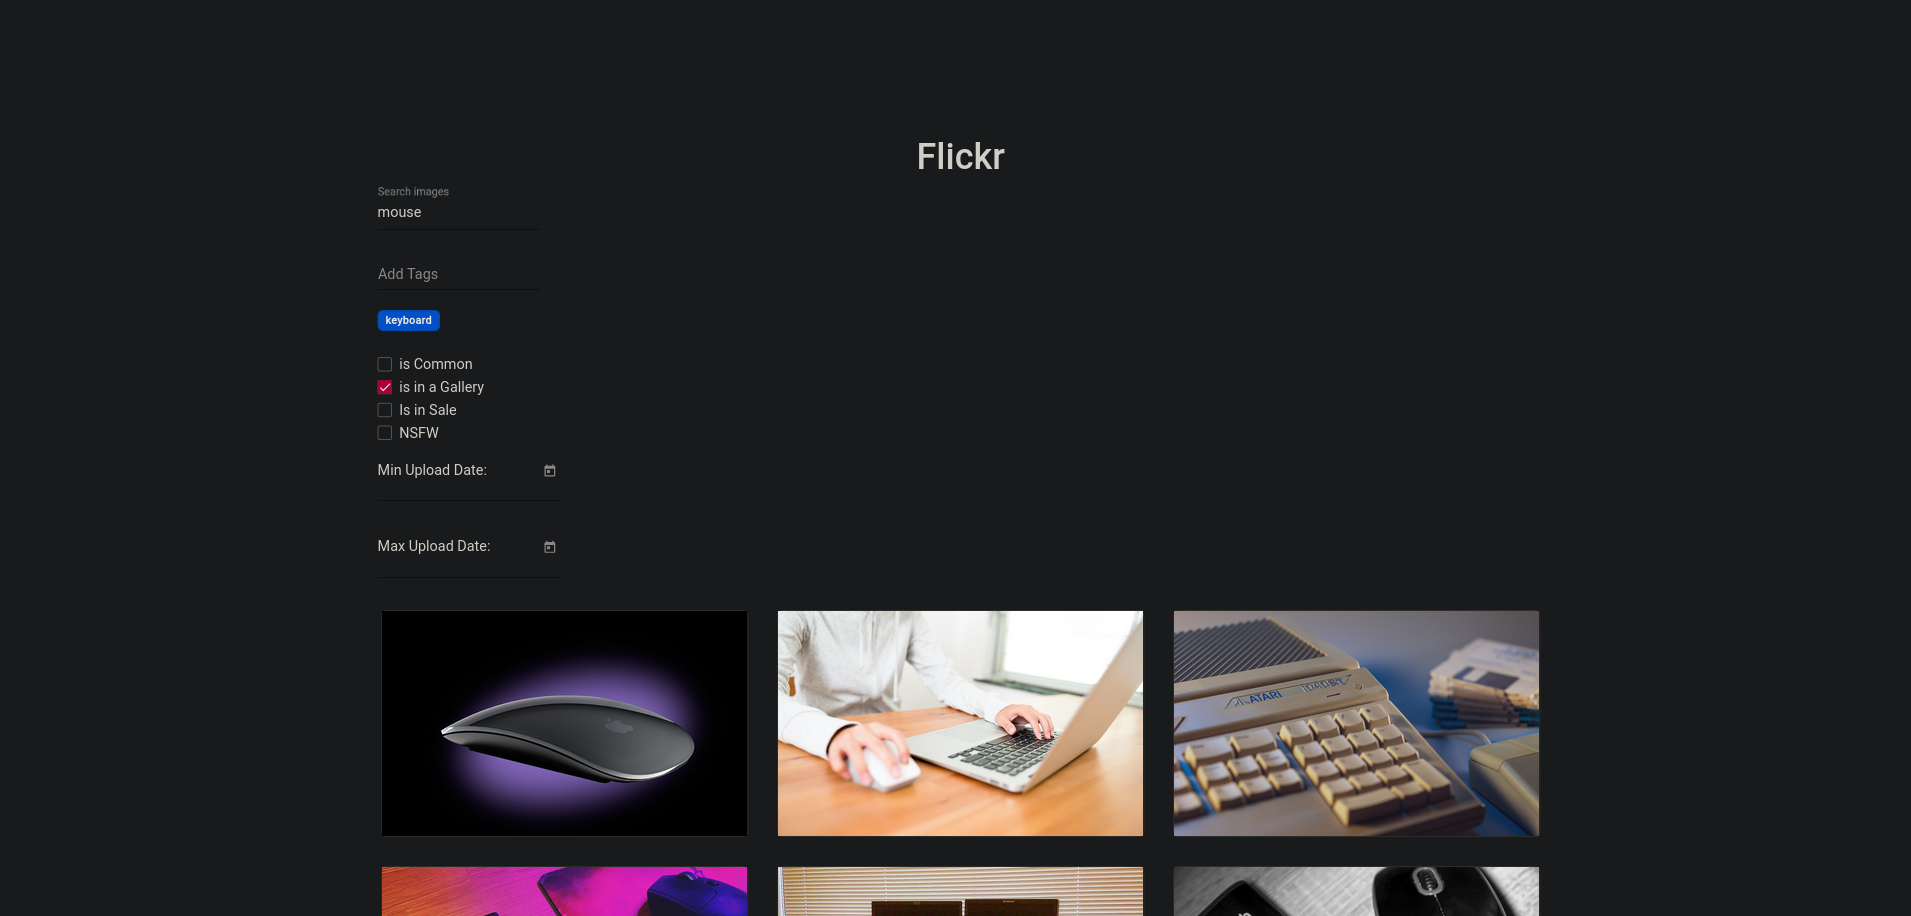 Flickr
Search images
mouse
Add Tags
keyboard
is Common
is in a Gallery
Is in Sale
NSFW
Min Upload Date:
Max Upload Date:
ATARI